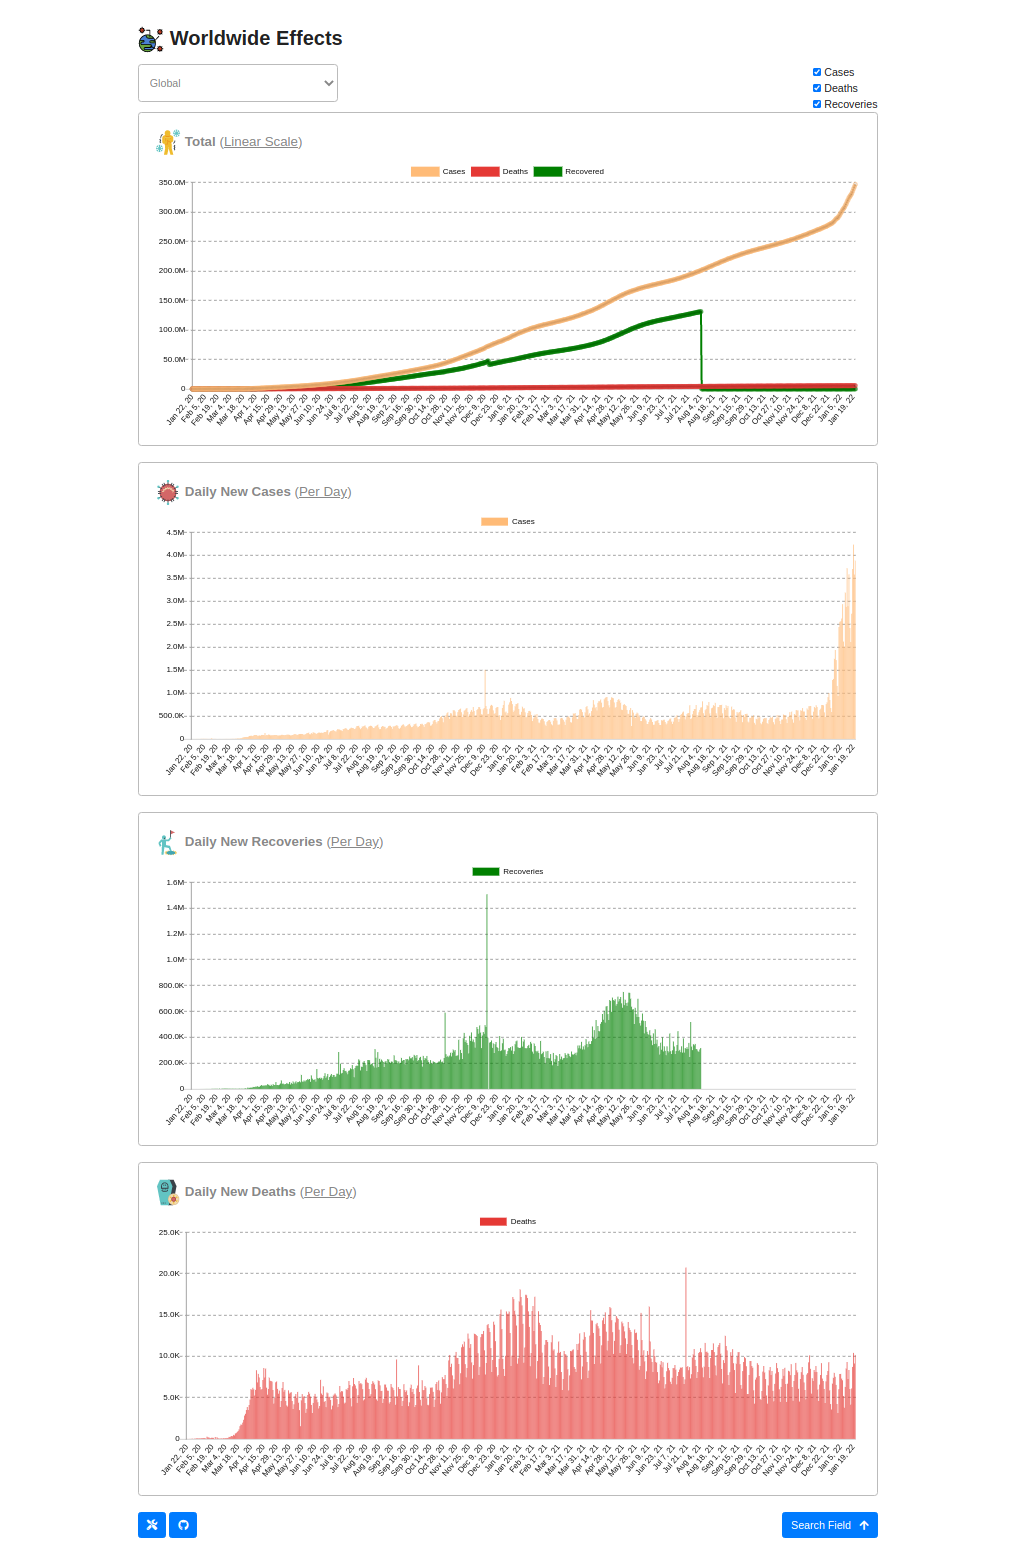 Worldwide Effects
Global
Cases
Deaths
Recoveries
Total (Linear Scale)
Cases Deaths Recovered
350.0M
300.0M
250.0M
200.0M
150.0M
100.0M
50.0M
0
Jan 22, 20 Feb 5, 20 Feb 19, 20 Mar 4, 20 Mar 18, 20 Apr 1, 20 Apr 15, 20 Apr 29, 20 May 13, 20 May 27, 20 Jun 10, 20 Jun 24, 20 Jul 8, 20 Jul 22, 20 Aug 5, 20 Aug 19, 20 Sep 2, 20 Sep 16, 20 Sep 30, 20 Oct 14, 20 Oct 28, 20 Nov 11, 20 Nov 25, 20 Dec 9, 20 Dec 23, 20 Jan 6, 21 Jan 20, 21 Feb 3, 21 Feb 17, 21 Mar 3, 21 Mar 17, 21 Mar 31, 21 Apr 14, 21 Apr 28, 21 May 12, 21 May 26, 21 Jun 9, 21 Jun 23, 21 Jul 7, 21 Jul 21, 21 Aug 4, 21 Aug 18, 21 Sep 1, 21 Sep 15, 21 Sep 29, 21 Oct 13, 21 Oct 27, 21 Nov 10, 21 Nov 24, 21 Dec 8, 21 Dec 22, 21 Jan 5, 22 Jan 19, 22
Daily New Cases (Per Day)
Cases
4.5M
4.0M
3.5M
3.0M
2.5M
2.0M
1.5M
1.0M
500.0K
0
Jan 22, 20 Feb 5, 20 Feb 19, 20 Mar 4, 20 Mar 18, 20 Apr 1, 20 Apr 15, 20 Apr 29, 20 May 13, 20 May 27, 20 Jun 10, 20 Jun 24, 20 Jul 8, 20 Jul 22, 20 Aug 5, 20 Aug 19, 20 Sep 2, 20 Sep 16, 20 Sep 30, 20 Oct 14, 20 Oct 28, 20 Nov 11, 20 Nov 25, 20 Dec 9, 20 Dec 23, 20 Jan 6, 21 Jan 20, 21 Feb 3, 21 Feb 17, 21 Mar 3, 21 Mar 17, 21 Mar 31, 21 Apr 14, 21 Apr 28, 21 May 12, 21 May 26, 21 Jun 9, 21 Jun 23, 21 Jul 7, 21 Jul 21, 21 Aug 4, 21 Aug 18, 21 Sep 1, 21 Sep 15, 21 Sep 29, 21 Oct 13, 21 Oct 27, 21 Nov 10, 21 Nov 24, 21 Dec 8, 21 Dec 22, 21 Jan 5, 22 Jan 19, 22
Daily New Recoveries (Per Day)
Recoveries
1.6M
1.4M
1.2M
1.0M
800.0K
600.0K
400.0K
200.0K
0
Jan 22, 20 Feb 5, 20 Feb 19, 20 Mar 4, 20 Mar 18, 20 Apr 1, 20 Apr 15, 20 Apr 29, 20 May 13, 20 May 27, 20 Jun 10, 20 Jun 24, 20 Jul 8, 20 Jul 22, 20 Aug 5, 20 Aug 19, 20 Sep 2, 20 Sep 16, 20 Sep 30, 20 Oct 14, 20 Oct 28, 20 Nov 11, 20 Nov 25, 20 Dec 9, 20 Dec 23, 20 Jan 6, 21 Jan 20, 21 Feb 3, 21 Feb 17, 21 Mar 3, 21 Mar 17, 21 Mar 31, 21 Apr 14, 21 Apr 28, 21 May 12, 21 May 26, 21 Jun 9, 21 Jun 23, 21 Jul 7, 21 Jul 21, 21 Aug 4, 21 Aug 18, 21 Sep 1, 21 Sep 15, 21 Sep 29, 21 Oct 13, 21 Oct 27, 21 Nov 10, 21 Nov 24, 21 Dec 8, 21 Dec 22, 21 Jan 5, 22 Jan 19, 22
Daily New Deaths (Per Day)
Deaths
25.0K
20.0K
15.0K
10.0K
5.0K
0
Jan 22, 20 Feb 5, 20 Feb 19, 20 Mar 4, 20 Mar 18, 20 Apr 1, 20 Apr 15, 20 Apr 29, 20 May 13, 20 May 27, 20 Jun 10, 20 Jun 24, 20 Jul 8, 20 Jul 22, 20 Aug 5, 20 Aug 19, 20 Sep 2, 20 Sep 16, 20 Sep 30, 20 Oct 14, 20 Oct 28, 20 Nov 11, 20 Nov 25, 20 Dec 9, 20 Dec 23, 20 Jan 6, 21 Jan 20, 21 Feb 3, 21 Feb 17, 21 Mar 3, 21 Mar 17, 21 Mar 31, 21 Apr 14, 21 Apr 28, 21 May 12, 21 May 26, 21 Jun 9, 21 Jun 23, 21 Jul 7, 21 Jul 21, 21 Aug 4, 21 Aug 18, 21 Sep 1, 21 Sep 15, 21 Sep 29, 21 Oct 13, 21 Oct 27, 21 Nov 10, 21 Nov 24, 21 Dec 8, 21 Dec 22, 21 Jan 5, 22 Jan 19, 22
Search Field